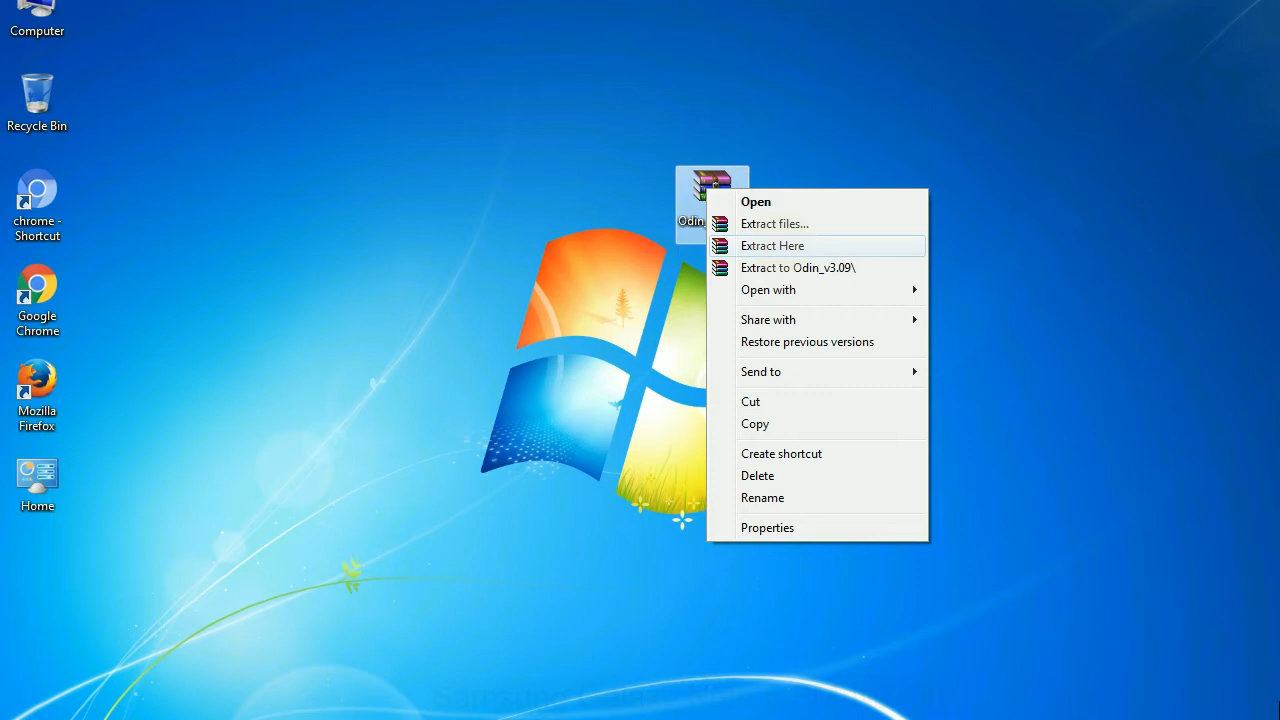 Computer
Recycle Bin
chrome -
Shortcut
Google
Chrome
Mozilla
Firefox
Home
Open
Extract files...
Extract Here
Extract to Odin_v3.09\
Open with
Share with
Restore previous versions
Send to
Cut
Copy
Create shortcut
Delete
Rename
Properties